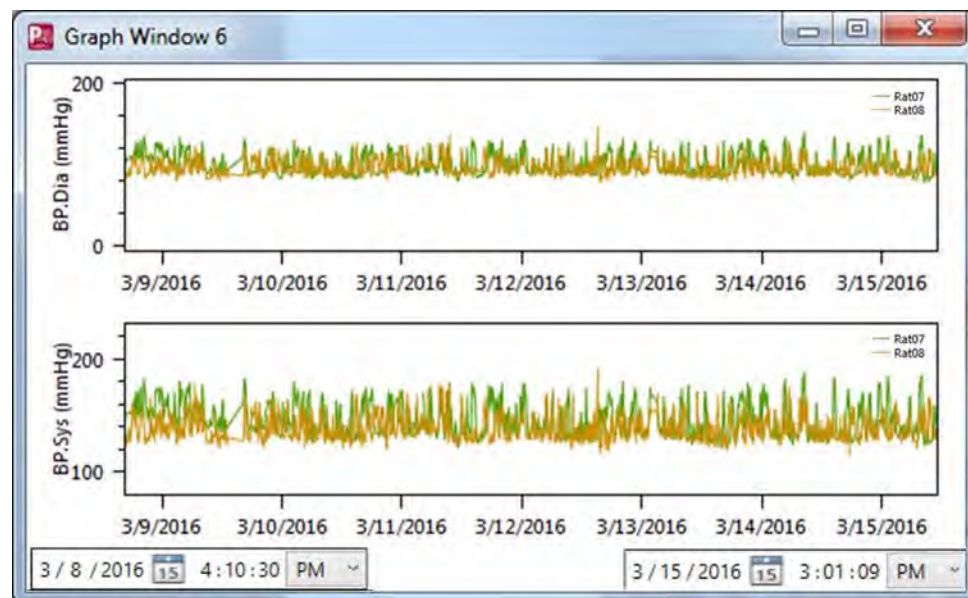 Graph Window 6
200
BP.Dia (mmHg)
0
Rat07
Rat08
3/9/2016 3/10/2016 3/11/2016 3/12/2016 3/13/2016 3/14/2016 3/15/2016
200
BP.Sys (mmHg)
100
Rat07
Rat08
3/9/2016 3/10/2016 3/11/2016 3/12/2016 3/13/2016 3/14/2016 3/15/2016
3 / 8 / 2016 15 4 : 10 : 30 PM 3 / 15 / 2016 15 3 : 01 : 09 PM